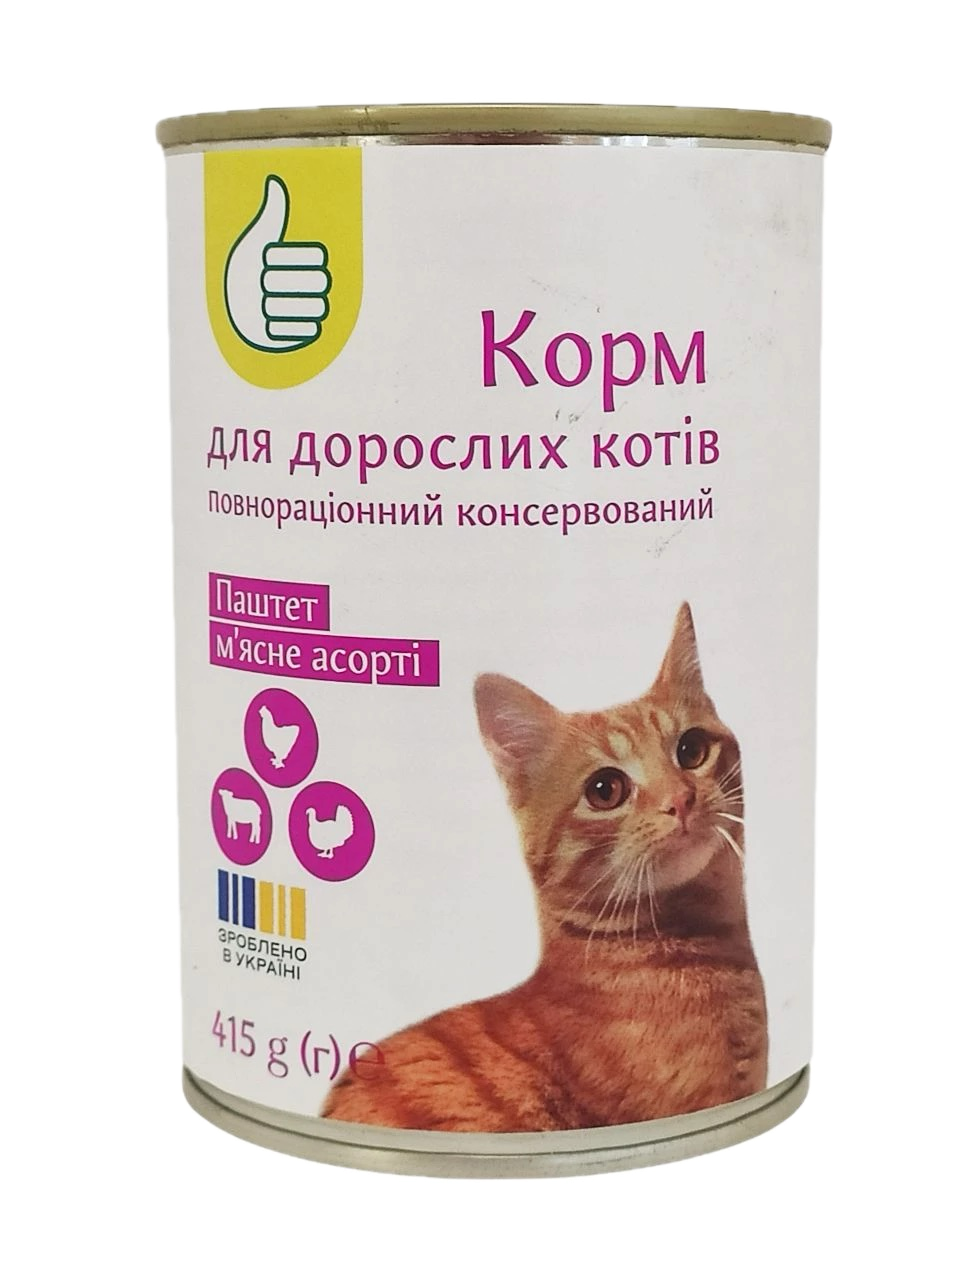 Корм
для дорослих котів
повнораціонний консервований
Паштет
м'ясне асорті
ЗРОБЛЕНО
В УКРАЇНІ
415 g (г) ℮